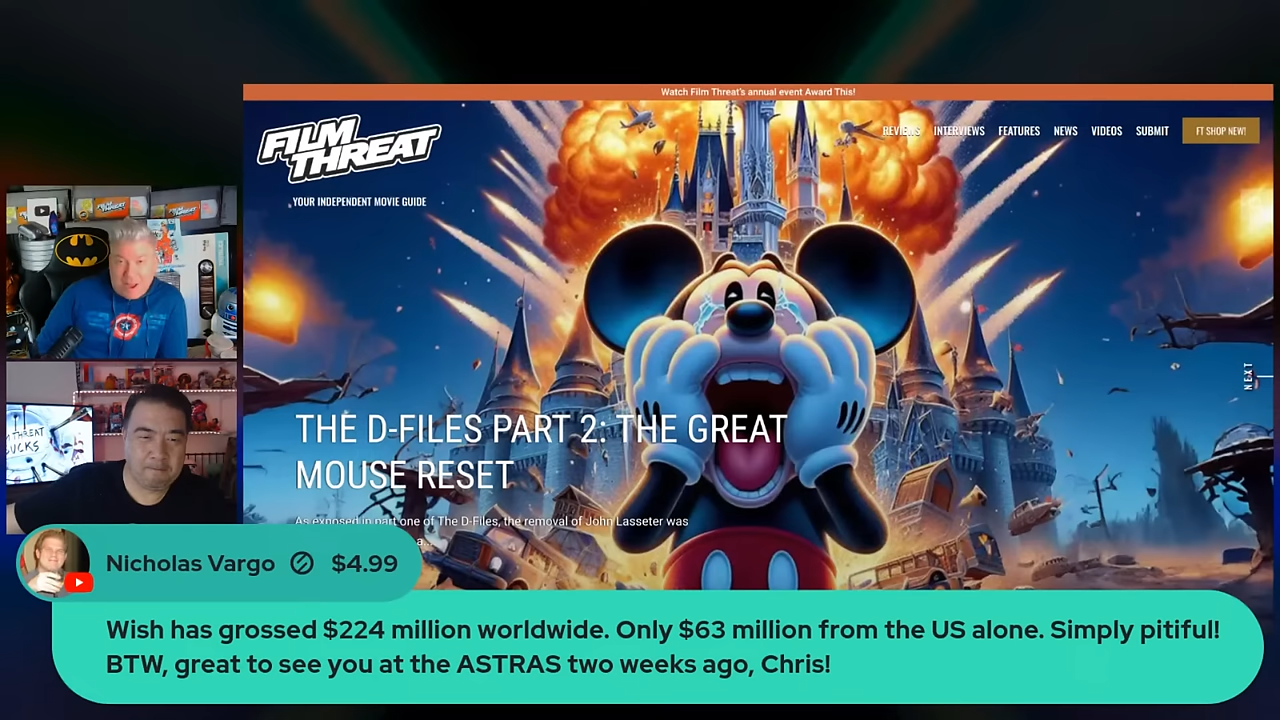 Watch Film Threat's annual event Award This!
FILM THREAT
YOUR INDEPENDENT MOVIE GUIDE
REVIEWS INTERVIEWS FEATURES NEWS VIDEOS SUBMIT FT SHOP NEW!
NEXT
THE D-FILES PART 2: THE GREAT
MOUSE RESET
As exposed in part one of The D-Files, the removal of John Lasseter was
a...
THREAT
Nicholas Vargo $4.99
Wish has grossed $224 million worldwide. Only $63 million from the US alone. Simply pitiful!
BTW, great to see you at the ASTRAS two weeks ago, Chris!